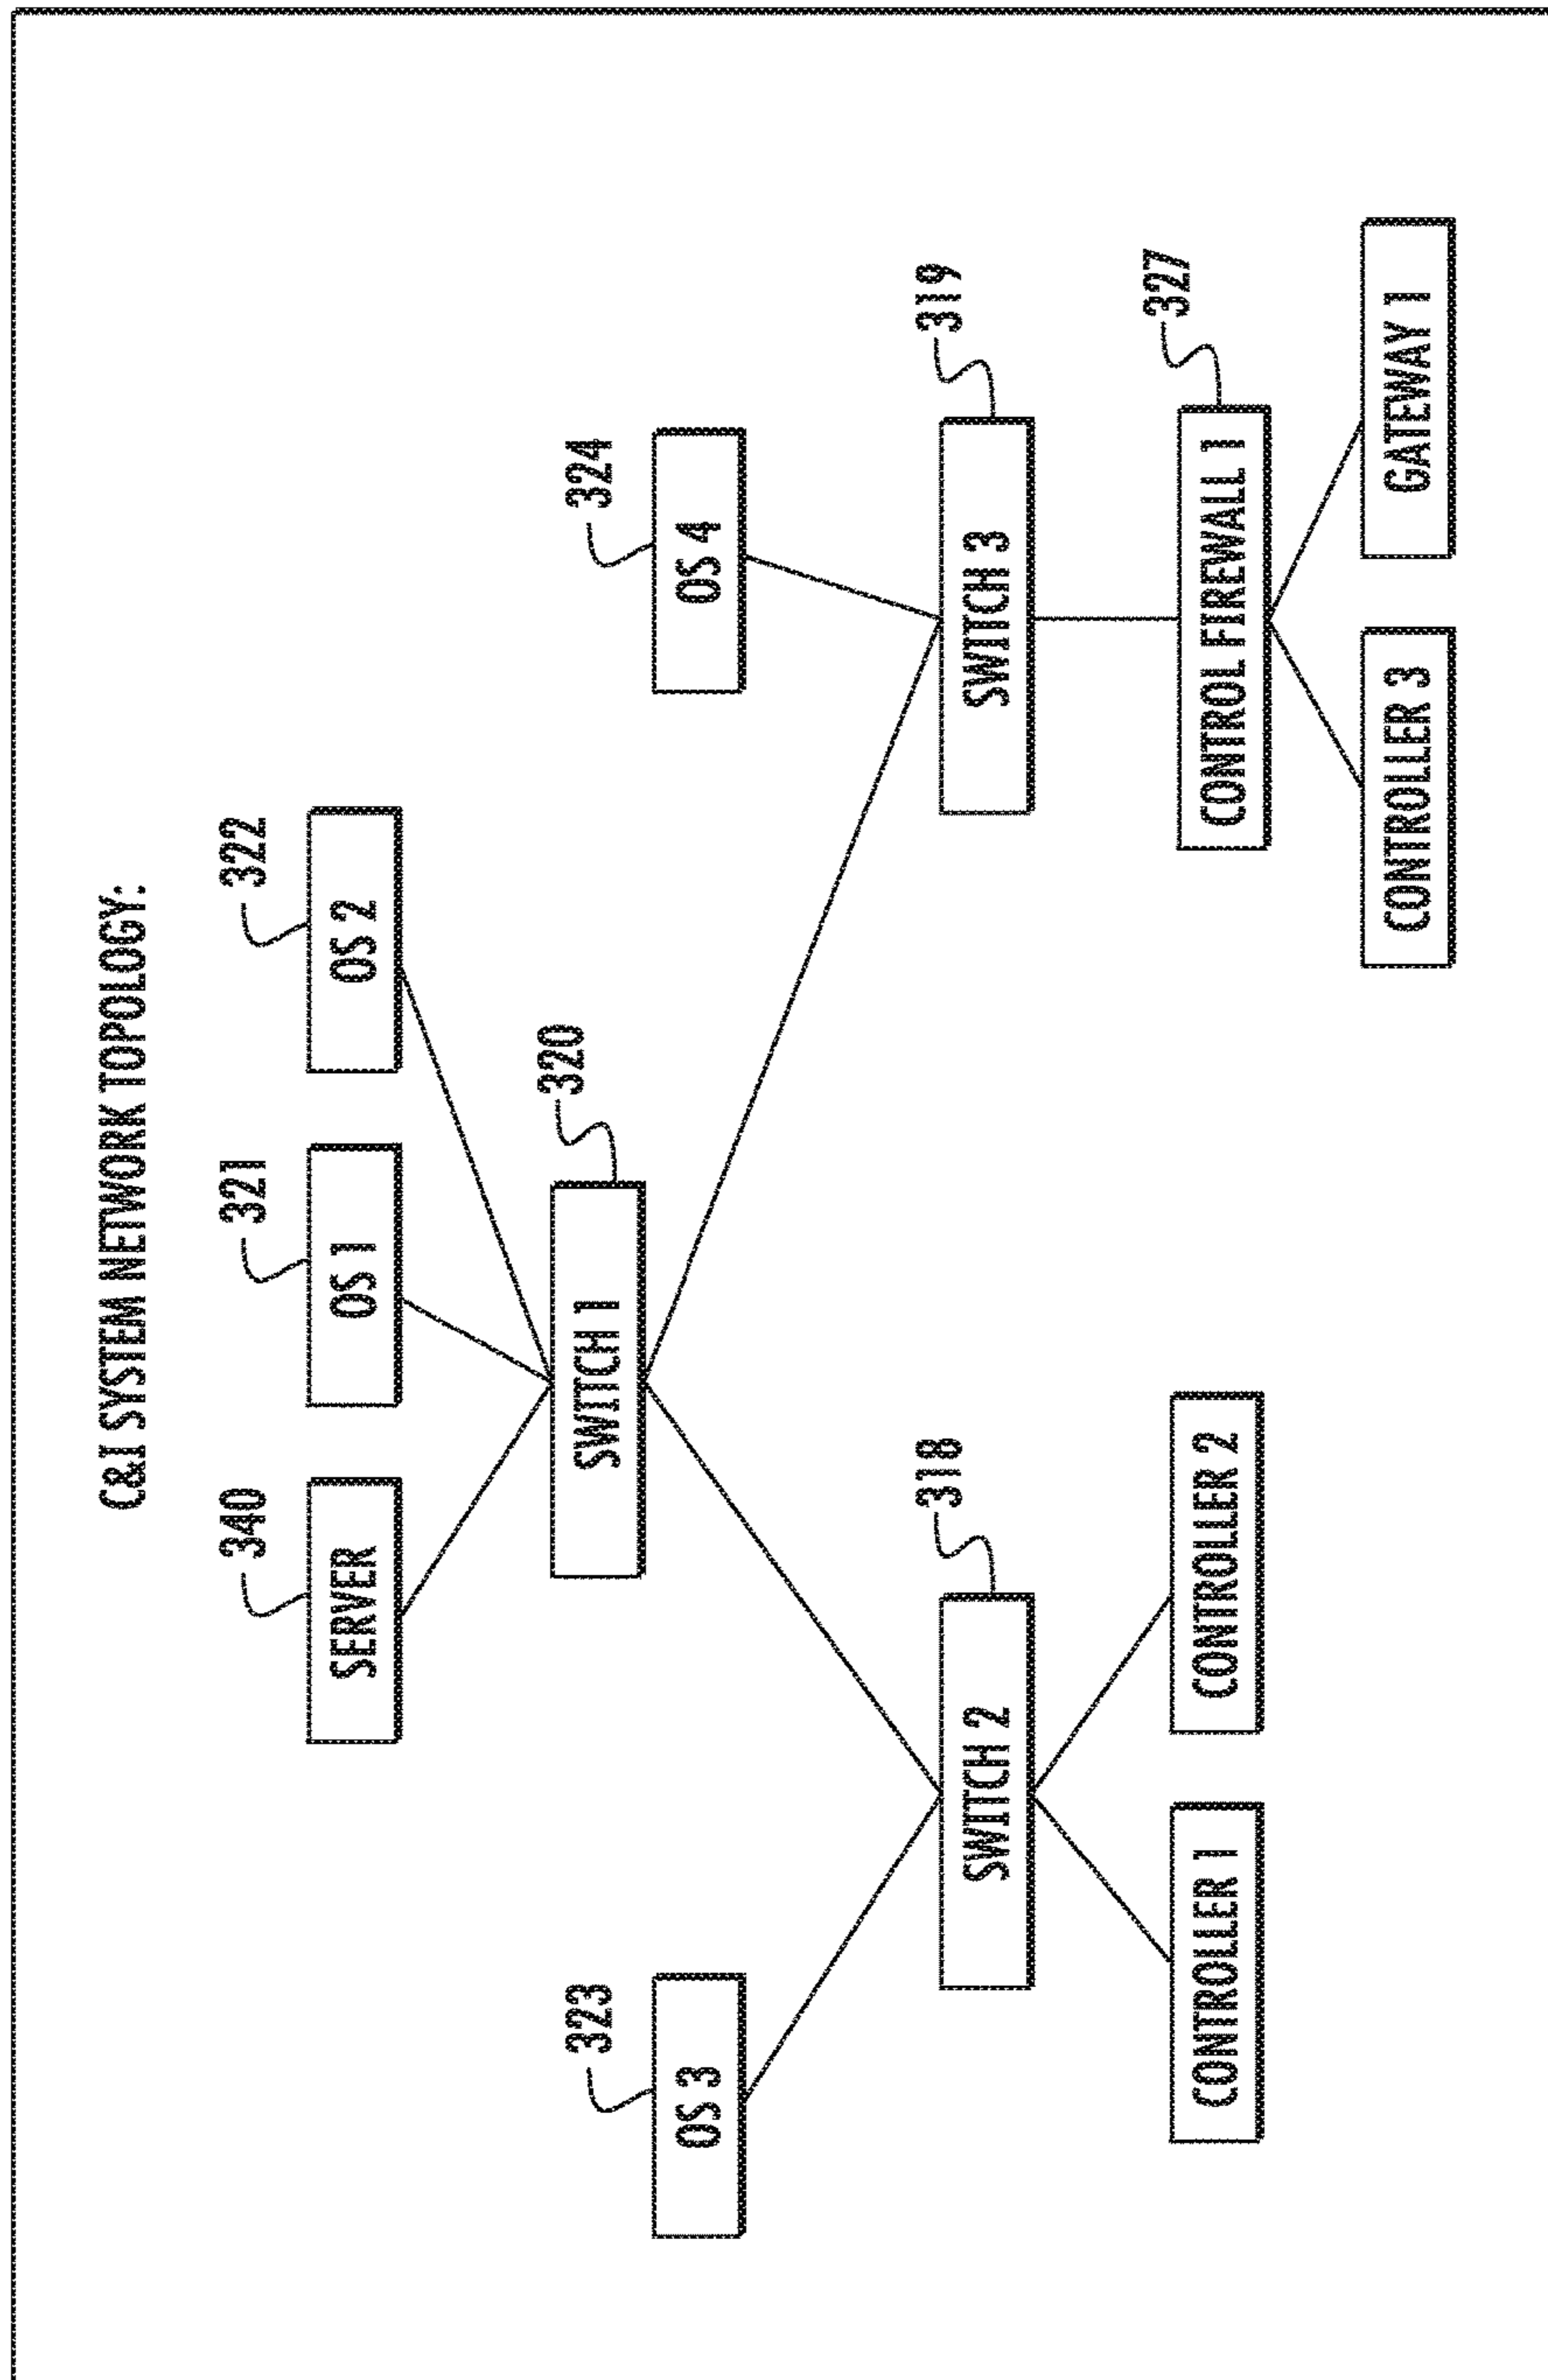 C&I SYSTEM NETWORK TOPOLOGY:
340
321
322
SERVER
OS 1
OS 2
323
320
324
OS 3
SWITCH 1
OS 4
318
319
SWITCH 2
SWITCH 3
327
CONTROLLER 1
CONTROLLER 2
CONTROL FIREWALL 1
CONTROLLER 3
GATEWAY 1